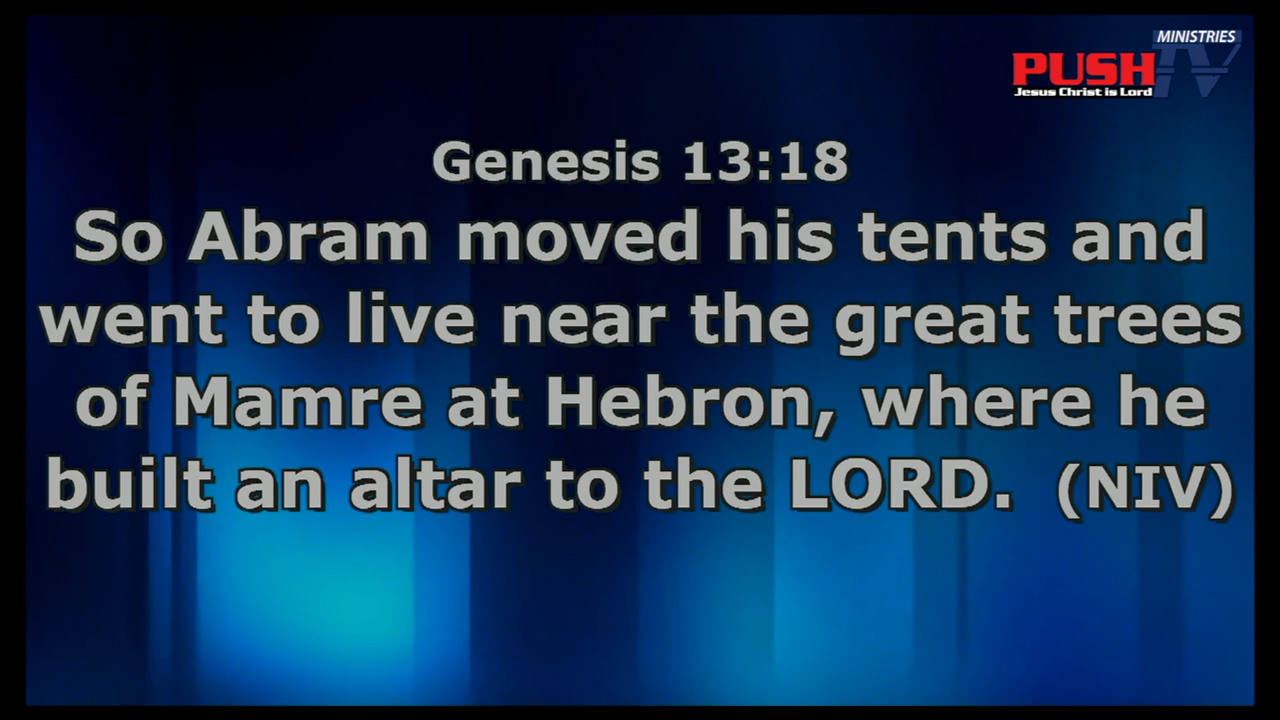 MINISTRIES
PUSH TV
Jesus Christ is Lord
Genesis 13:18
So Abram moved his tents and
went to live near the great trees
of Mamre at Hebron, where he
built an altar to the LORD.  (NIV)